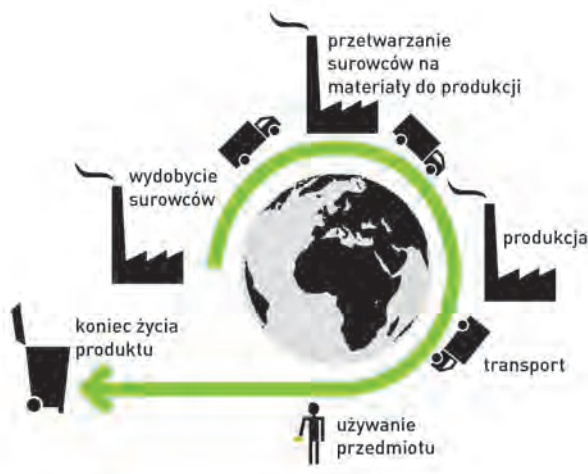 przetwarzanie
surowców na
materiały do produkcji
wydobycie
surowców
produkcja
transport
używanie
przedmiotu
koniec życia
produktu